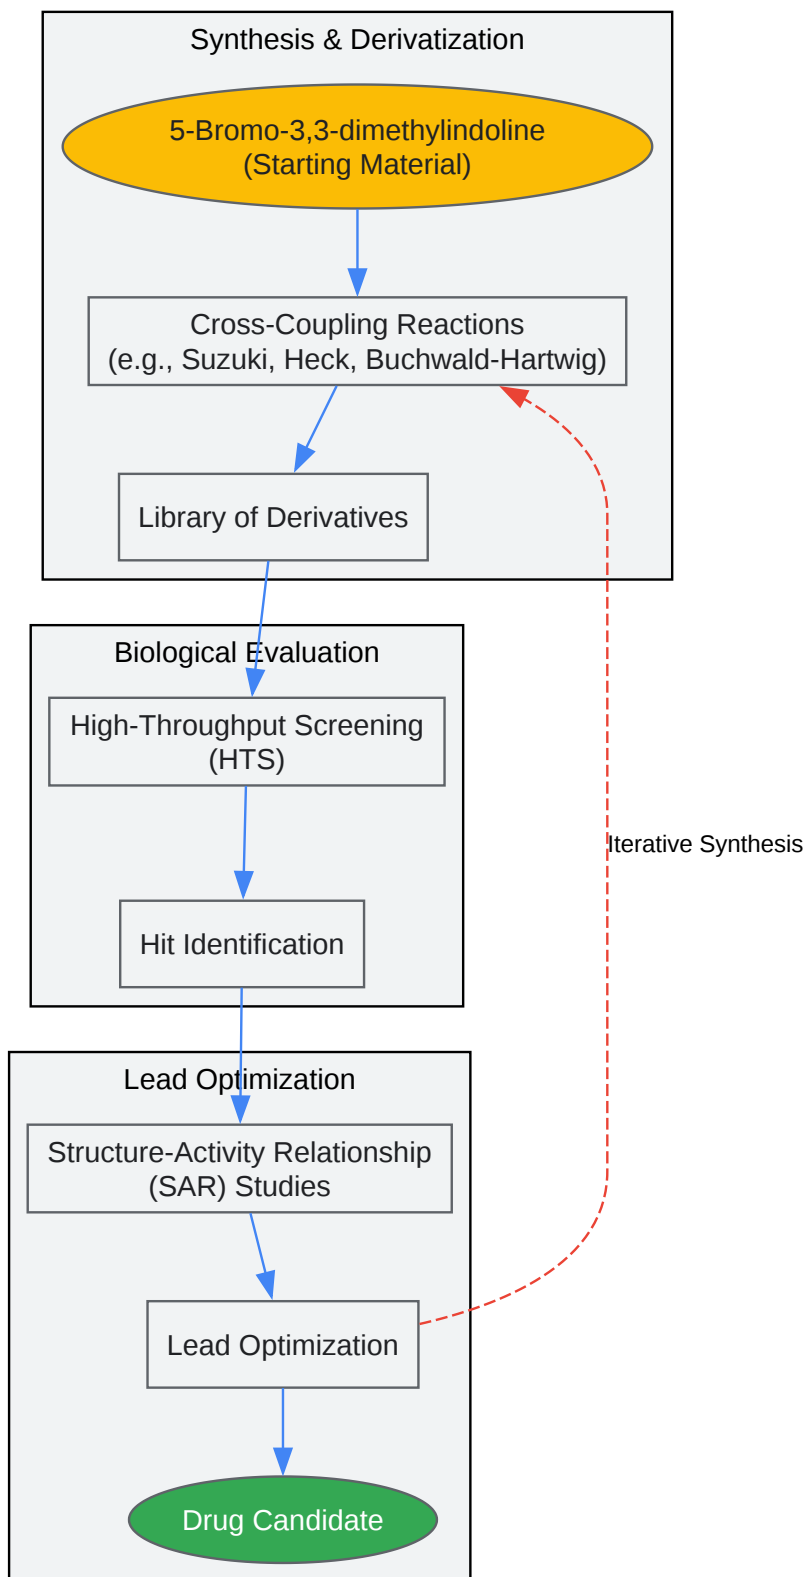 Synthesis & Derivatization
5-Bromo-3,3-dimethylindoline
(Starting Material)
Cross-Coupling Reactions
(e.g., Suzuki, Heck, Buchwald-Hartwig)
Library of Derivatives
Biological Evaluation
High-Throughput Screening
(HTS)
Iterative Synthesis
Hit Identification
Lead Optimization
Structure-Activity Relationship
(SAR) Studies
Lead Optimization
Drug Candidate